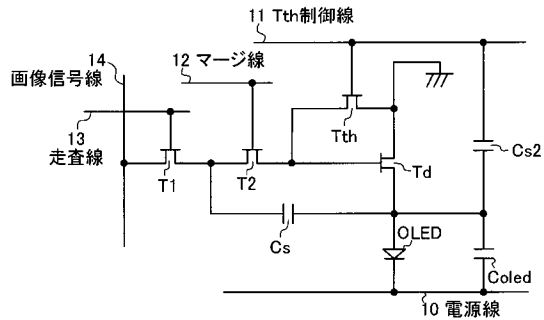 11 Tth制御線
14
12 マージ線
画像信号線
13
走査線
Tth
T1
T2
Td
Cs2
Cs
OLED
Coled
10 電源線